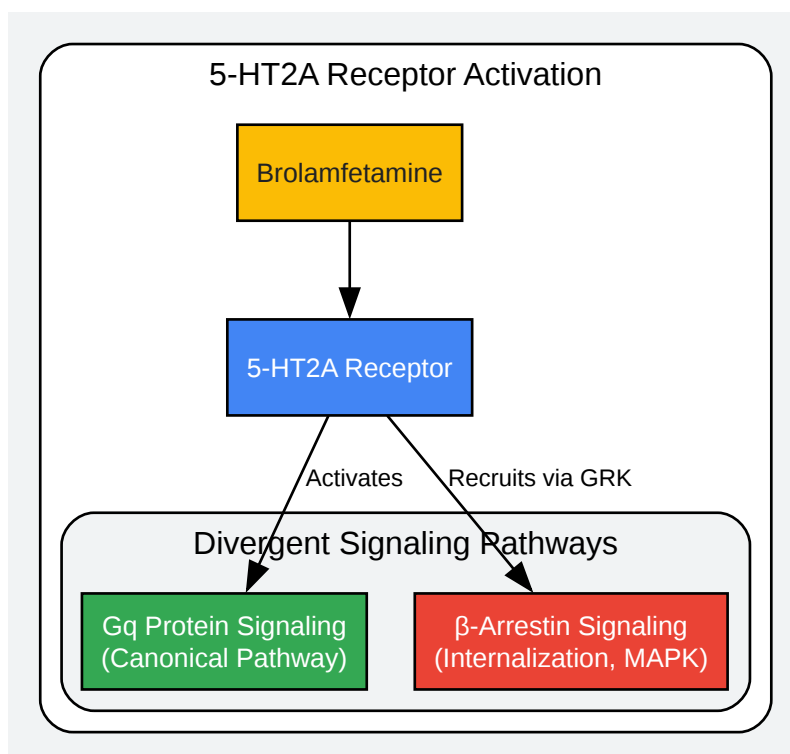 5-HT2A Receptor Activation
Brolamfetamine
5-HT2A Receptor
Activates
Recruits via GRK
Divergent Signaling Pathways
Gq Protein Signaling
(Canonical Pathway)
β-Arrestin Signaling
(Internalization, MAPK)